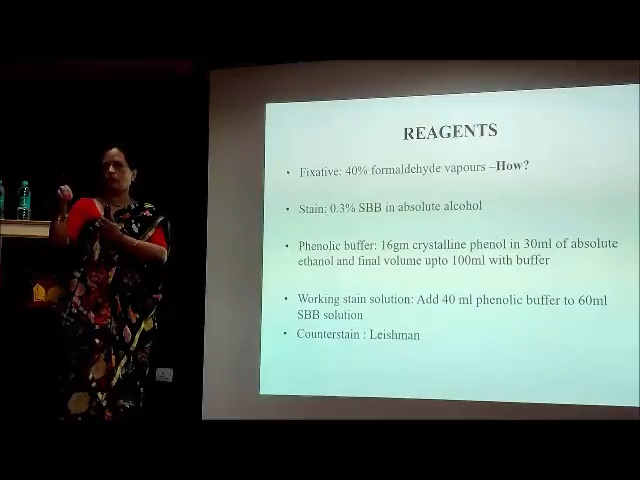 REAGENTS
• Fixative: 40% formaldehyde vapours –How?
• Stain: 0.3% SBB in absolute alcohol
• Phenolic buffer: 16gm crystalline phenol in 30ml of absolute
ethanol and final volume upto 100ml with buffer
• Working stain solution: Add 40 ml phenolic buffer to 60ml
SBB solution
• Counterstain : Leishman